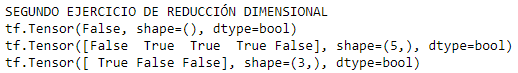 SEGUNDO EJERCICIO DE REDUCCIÓN DIMENSIONAL
tf.Tensor(False, shape=(), dtype=bool)
tf.Tensor([False  True  True  True False], shape=(5,), dtype=bool)
tf.Tensor([ True False False], shape=(3,), dtype=bool)